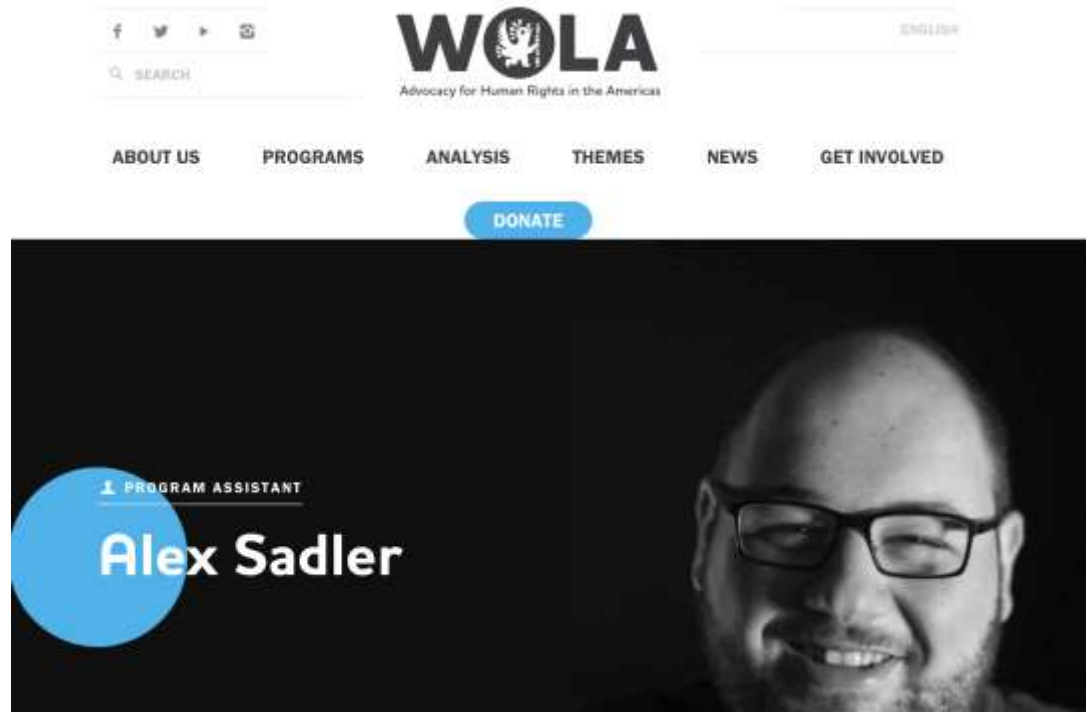 ENGLISH
SEARCH
WOLA
Advocacy for Human Rights in the Americas
ABOUT US PROGRAMS ANALYSIS THEMES NEWS GET INVOLVED
DONATE
PROGRAM ASSISTANT
Alex Sadler